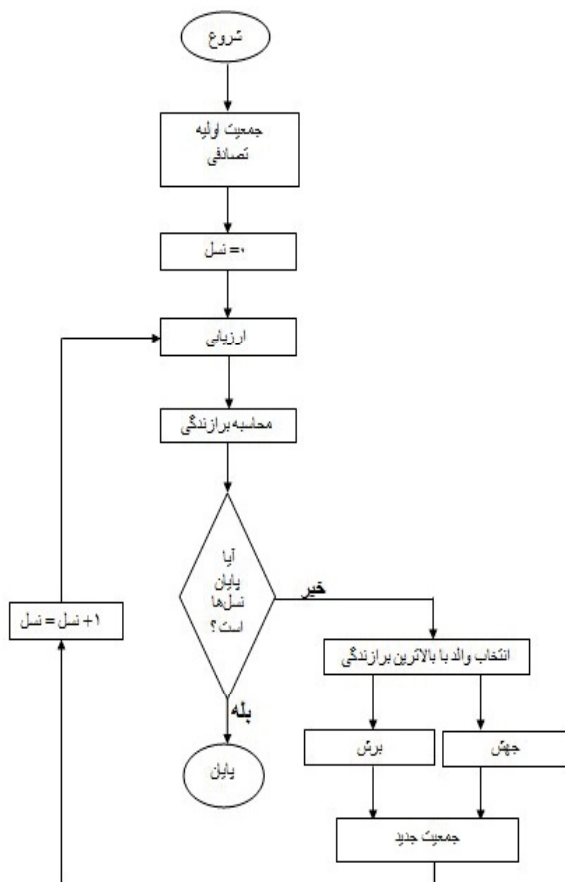 شروع
جمعیت اولیه
تصادفی
نسل =۰
ارزیابی
محاسبه برازندگی
آیا
پایان
نسل‌ها
است؟
خیر
نسل = نسل +۱
انتخاب والد با بالاترین برازندگی
بله
برش
جهش
پایان
جمعیت جدید